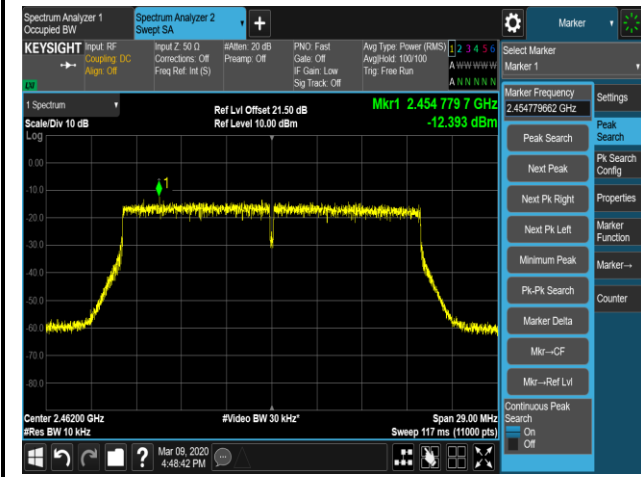 Spectrum Analyzer 1
Occupied BW
Spectrum Analyzer 2
Swept SA
Marker
KEYSIGHT
Input: RF
Coupling: DC
Align: Off
Input Z: 50 Ω
Corrections: Off
Freq Ref: Int (S)
#Atten: 20 dB
Preamp: Off
PNO: Fast
Gate: Off
IF Gain: Low
Sig Track: Off
Avg Type: Power (RMS)
Avg|Hold: 100/100
Trig: Free Run
1 2 3 4 5 6
A W W W W W
A N N N N N
Select Marker
Marker 1
1 Spectrum
Scale/Div 10 dB
Log
Ref Lvl Offset 21.50 dB
Ref Level 10.00 dBm
Mkr1 2.454 779 7 GHz
-12.393 dBm
0.00
-10.0
-20.0
-30.0
-40.0
-50.0
-60.0
-70.0
-80.0
1
Center 2.46200 GHz
#Res BW 10 kHz
#Video BW 30 kHz*
Span 29.00 MHz
Sweep 117 ms (11000 pts)
Marker Frequency
2.454779662 GHz
Peak Search
Next Peak
Next Pk Right
Next Pk Left
Minimum Peak
Pk-Pk Search
Marker Delta
Mkr→CF
Mkr→Ref Lvl
Continuous Peak
Search
On
Off
Settings
Peak
Search
Pk Search
Config
Properties
Marker
Function
Marker→
Counter
?
Mar 09, 2020
4:48:42 PM